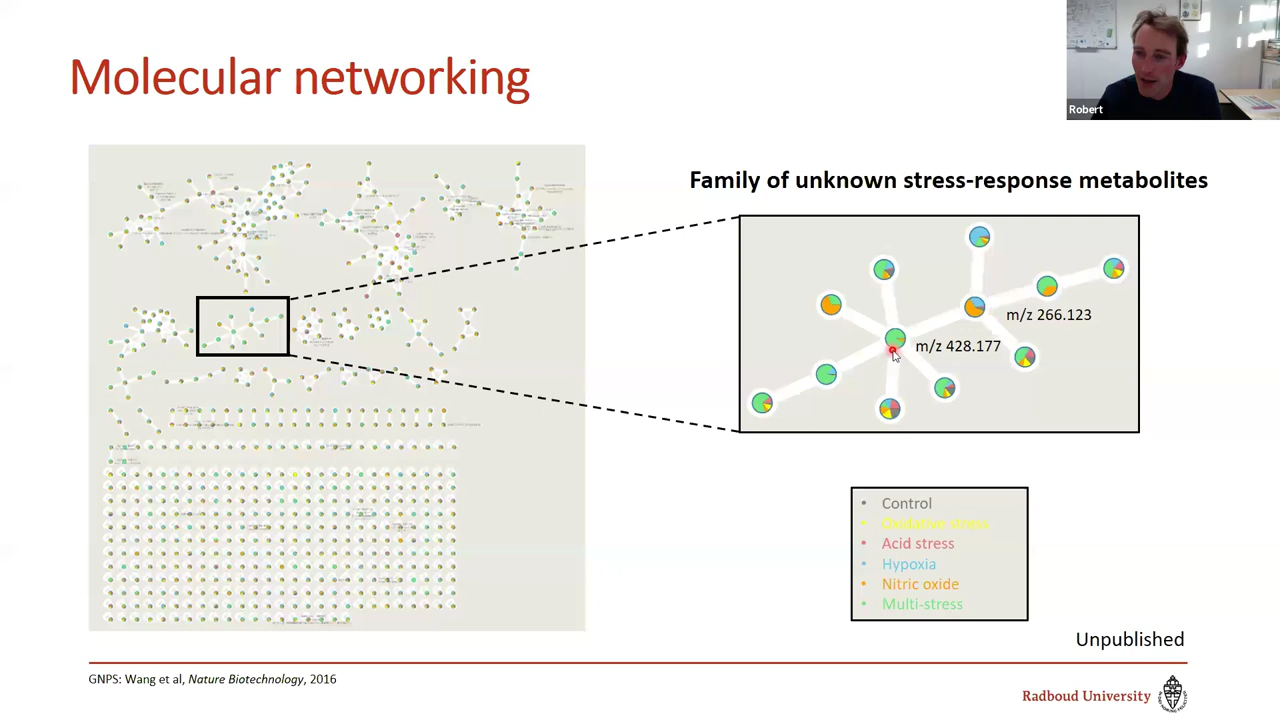 Molecular networking
Robert
Family of unknown stress-response metabolites
m/z 266.123
m/z 428.177
• Control
• Oxidative stress
• Acid stress
• Hypoxia
• Nitric oxide
• Multi-stress
Unpublished
GNPS: Wang et al, Nature Biotechnology, 2016
Radboud University